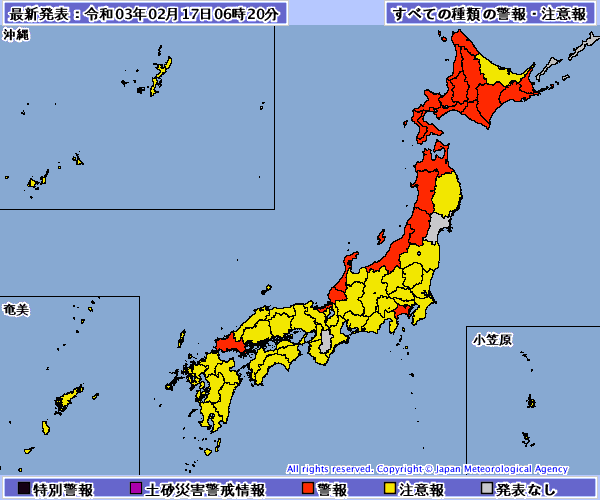 最新発表：令和03年02月17日06時20分
すべての種類の警報・注意報
沖縄
奄美
小笠原
All rights reserved. Copyright © Japan Meteorological Agency
特別警報 土砂災害警戒情報 警報 注意報 発表なし